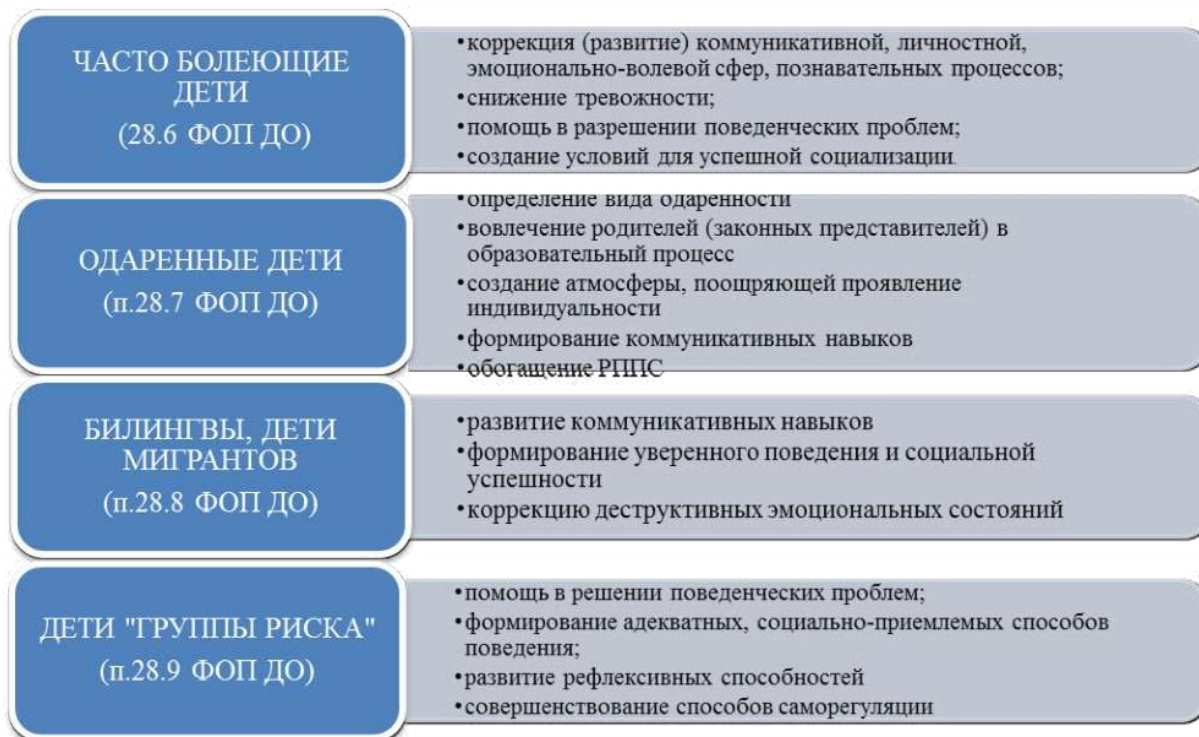 ЧАСТО БОЛЕЮЩИЕ
ДЕТИ
(28.6 ФОП ДО)
•коррекция (развитие) коммуникативной, личностной,
эмоционально-волевой сфер, познавательных процессов;
•снижение тревожности;
•помощь в разрешении поведенческих проблем;
•создание условий для успешной социализации.
ОДАРЕННЫЕ ДЕТИ
(п.28.7 ФОП ДО)
•определение вида одаренности
•вовлечение родителей (законных представителей) в
образовательный процесс
•создание атмосферы, поощряющей проявление
индивидуальности
•формирование коммуникативных навыков
•обогащение РППС
БИЛИНГВЫ, ДЕТИ
МИГРАНТОВ
(п.28.8 ФОП ДО)
•развитие коммуникативных навыков
•формирование уверенного поведения и социальной
успешности
•коррекцию деструктивных эмоциональных состояний
ДЕТИ "ГРУППЫ РИСКА"
(п.28.9 ФОП ДО)
•помощь в решении поведенческих проблем;
•формирование адекватных, социально-приемлемых способов
поведения;
•развитие рефлексивных способностей
•совершенствование способов саморегуляции